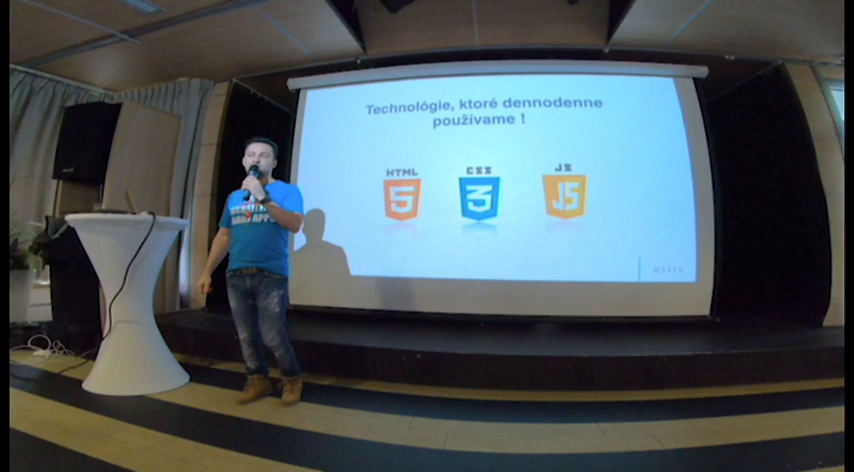 Technológie, ktoré dennodenne
používame !
HTML
5
CSS
3
JS
JS